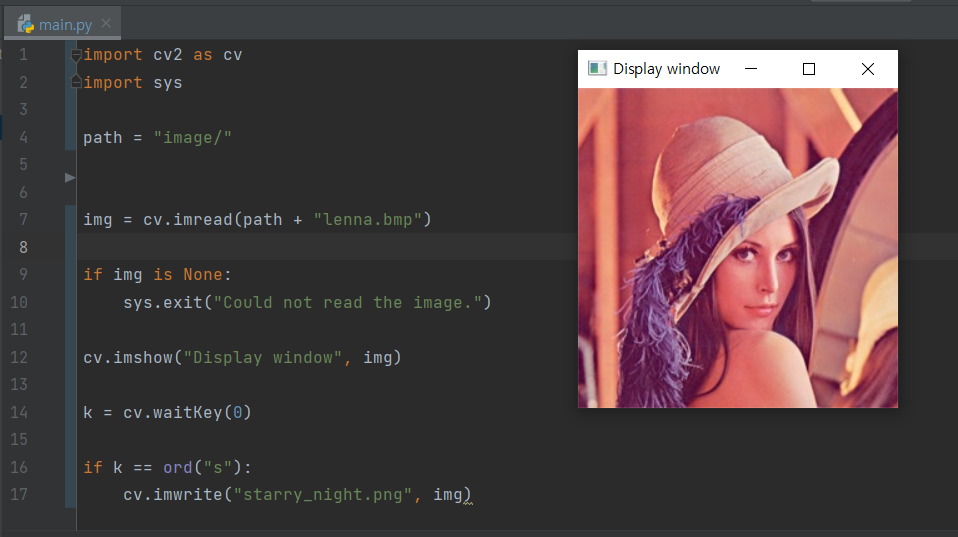 main.py
1 import cv2 as cv
2 import sys
3
4 path = "image/"
5
6
7 img = cv.imread(path + "lenna.bmp")
8
9 if img is None:
10     sys.exit("Could not read the image.")
11
12 cv.imshow("Display window", img)
13
14 k = cv.waitKey(0)
15
16 if k == ord("s"):
17     cv.imwrite("starry_night.png", img)
Display window